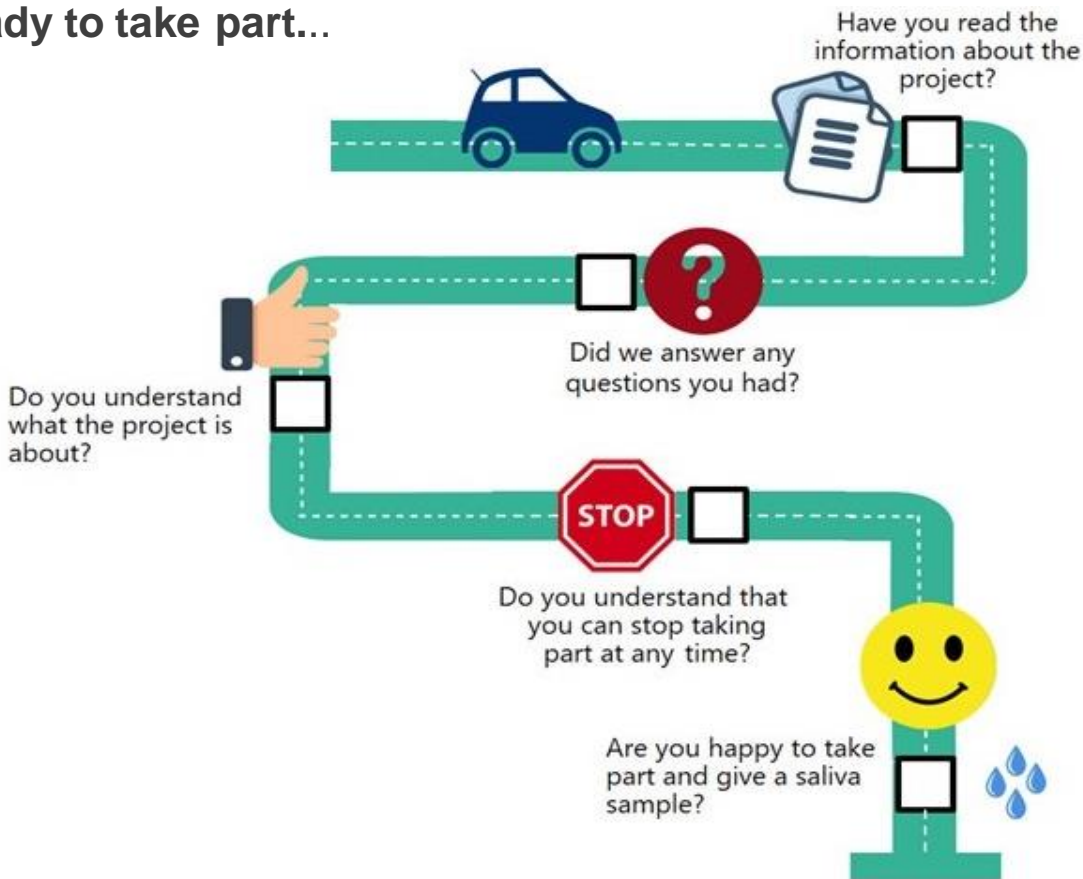 dy to take part...
Have you read the
information about the
project?
?
Did we answer any
questions you had?
Do you understand
what the project is
about?
STOP
Do you understand that
you can stop taking
part at any time?
Are you happy to take
part and give a saliva
sample?